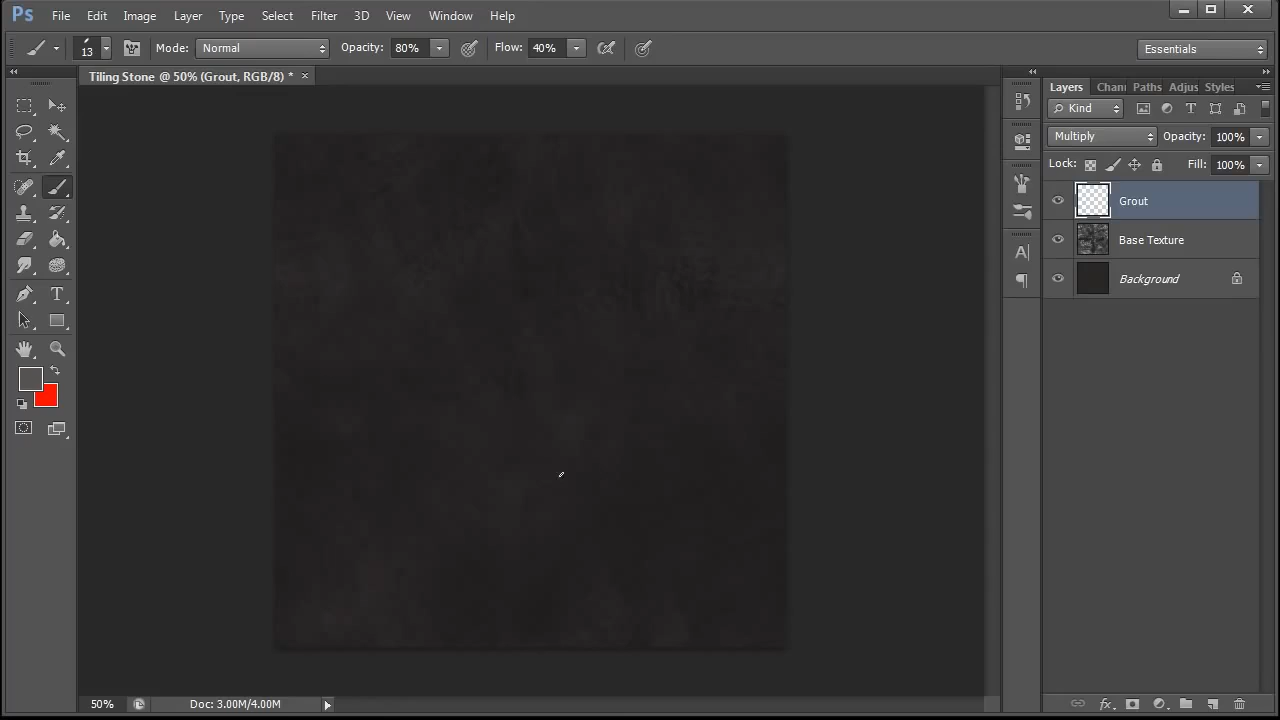 Ps File Edit Image Layer Type Select Filter 3D View Window Help
13 Mode: Normal Opacity: 80% Flow: 40% Essentials
Tiling Stone @ 50% (Grout, RGB/8) * ×
Layers Chann Paths Adjus Styles
Kind T
Multiply Opacity: 100%
Lock: Fill: 100%
Grout
Base Texture
Background
A
T
50% Doc: 3.00M/4.00M
fx